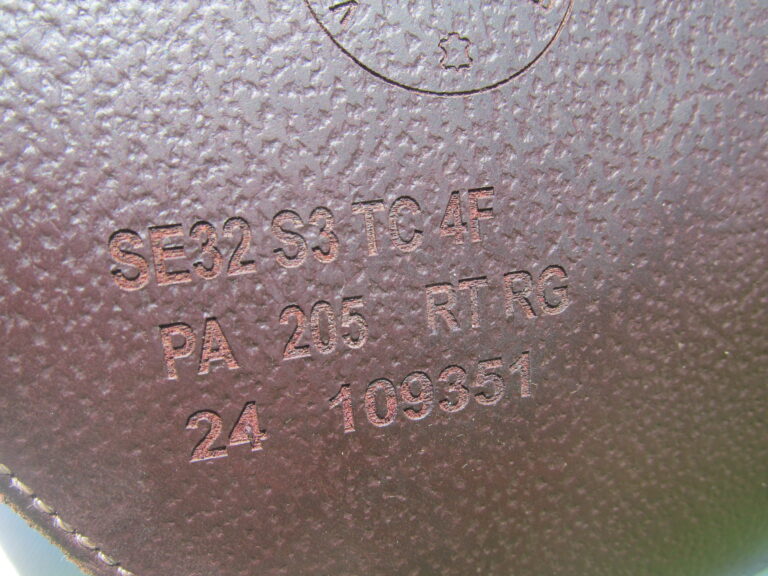 SE32 S3 TC 4F
PA 205 RT RG
24 109351